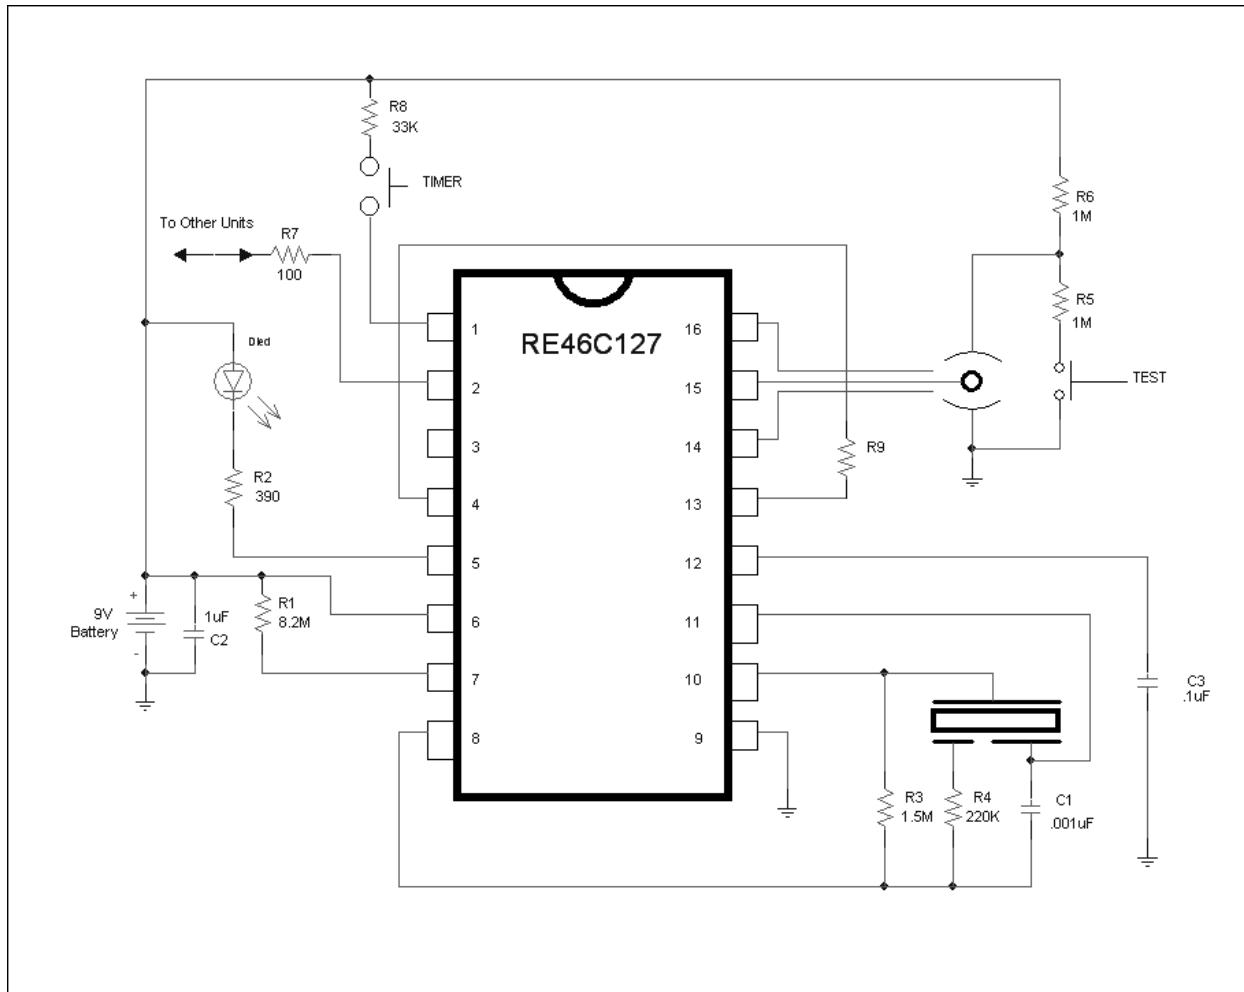 R8
33K
TIMER
To Other Units
R7
100
R6
1M
R5
1M
TEST
RE46C127
Dled
R2
390
R9
1
2
3
4
5
6
7
8
16
15
14
13
12
11
10
9
+
9V
Battery
-
1uF
C2
R1
8.2M
R3
1.5M
R4
220K
C1
.001uF
C3
.1uF